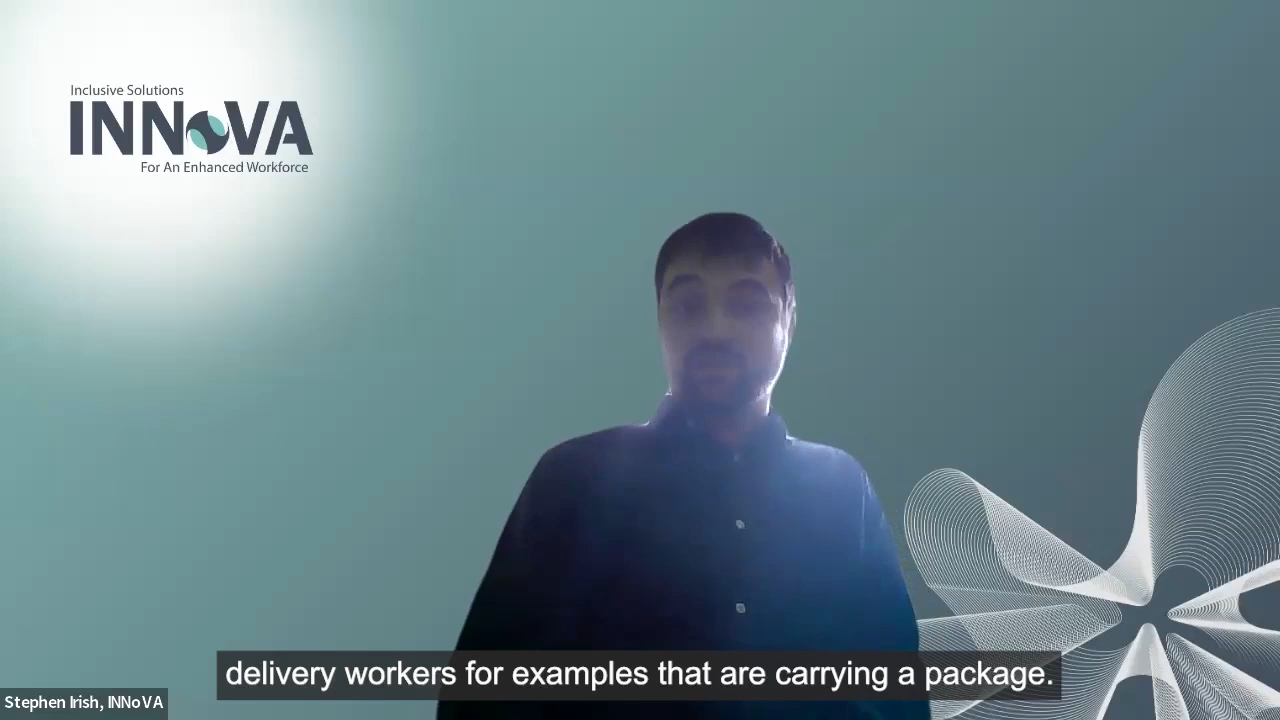 Inclusive Solutions
INNoVA
For An Enhanced Workforce
delivery workers for examples that are carrying a package.
Stephen Irish, INNoVA